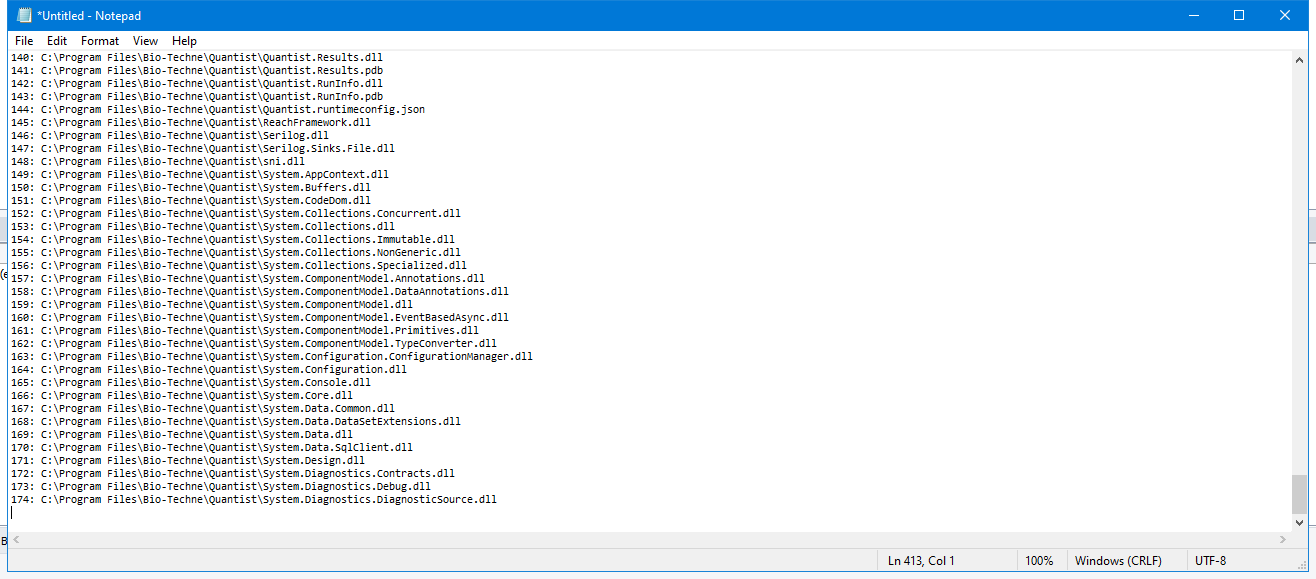 *Untitled - Notepad
File Edit Format View Help
140: C:\Program Files\Bio-Techne\Quantist\Quantist.Results.dll
141: C:\Program Files\Bio-Techne\Quantist\Quantist.Results.pdb
142: C:\Program Files\Bio-Techne\Quantist\Quantist.RunInfo.dll
143: C:\Program Files\Bio-Techne\Quantist\Quantist.RunInfo.pdb
144: C:\Program Files\Bio-Techne\Quantist\Quantist.runtimeconfig.json
145: C:\Program Files\Bio-Techne\Quantist\ReachFramework.dll
146: C:\Program Files\Bio-Techne\Quantist\Serilog.dll
147: C:\Program Files\Bio-Techne\Quantist\Serilog.Sinks.File.dll
148: C:\Program Files\Bio-Techne\Quantist\sni.dll
149: C:\Program Files\Bio-Techne\Quantist\System.AppContext.dll
150: C:\Program Files\Bio-Techne\Quantist\System.Buffers.dll
151: C:\Program Files\Bio-Techne\Quantist\System.CodeDom.dll
152: C:\Program Files\Bio-Techne\Quantist\System.Collections.Concurrent.dll
153: C:\Program Files\Bio-Techne\Quantist\System.Collections.dll
154: C:\Program Files\Bio-Techne\Quantist\System.Collections.Immutable.dll
155: C:\Program Files\Bio-Techne\Quantist\System.Collections.NonGeneric.dll
156: C:\Program Files\Bio-Techne\Quantist\System.Collections.Specialized.dll
157: C:\Program Files\Bio-Techne\Quantist\System.ComponentModel.Annotations.dll
158: C:\Program Files\Bio-Techne\Quantist\System.ComponentModel.DataAnnotations.dll
159: C:\Program Files\Bio-Techne\Quantist\System.ComponentModel.dll
160: C:\Program Files\Bio-Techne\Quantist\System.ComponentModel.EventBasedAsync.dll
161: C:\Program Files\Bio-Techne\Quantist\System.ComponentModel.Primitives.dll
162: C:\Program Files\Bio-Techne\Quantist\System.ComponentModel.TypeConverter.dll
163: C:\Program Files\Bio-Techne\Quantist\System.Configuration.ConfigurationManager.dll
164: C:\Program Files\Bio-Techne\Quantist\System.Configuration.dll
165: C:\Program Files\Bio-Techne\Quantist\System.Console.dll
166: C:\Program Files\Bio-Techne\Quantist\System.Core.dll
167: C:\Program Files\Bio-Techne\Quantist\System.Data.Common.dll
168: C:\Program Files\Bio-Techne\Quantist\System.Data.DataSetExtensions.dll
169: C:\Program Files\Bio-Techne\Quantist\System.Data.dll
170: C:\Program Files\Bio-Techne\Quantist\System.Data.SqlClient.dll
171: C:\Program Files\Bio-Techne\Quantist\System.Design.dll
172: C:\Program Files\Bio-Techne\Quantist\System.Diagnostics.Contracts.dll
173: C:\Program Files\Bio-Techne\Quantist\System.Diagnostics.Debug.dll
174: C:\Program Files\Bio-Techne\Quantist\System.Diagnostics.DiagnosticSource.dll
Ln 413, Col 1 100% Windows (CRLF) UTF-8